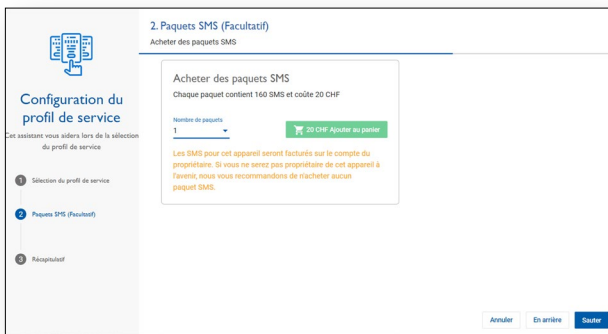 2. Paquets SMS (Facultatif)
Acheter des paquets SMS
Configuration du
profil de service
Cet assistant vous aidera lors de la sélection
du profil de service
1 Sélection du profil de service
2 Paquets SMS (Facultatif)
3 Récapitulatif
Acheter des paquets SMS
Chaque paquet contient 160 SMS et coûte 20 CHF
Nombre de paquets
1
20 CHF Ajouter au panier
Les SMS pour cet appareil seront facturés sur le compte du
propriétaire. Si vous ne serez pas propriétaire de cet appareil à
l'avenir, nous vous recommandons de n'acheter aucun
paquet SMS.
Annuler
En arrière
Sauter